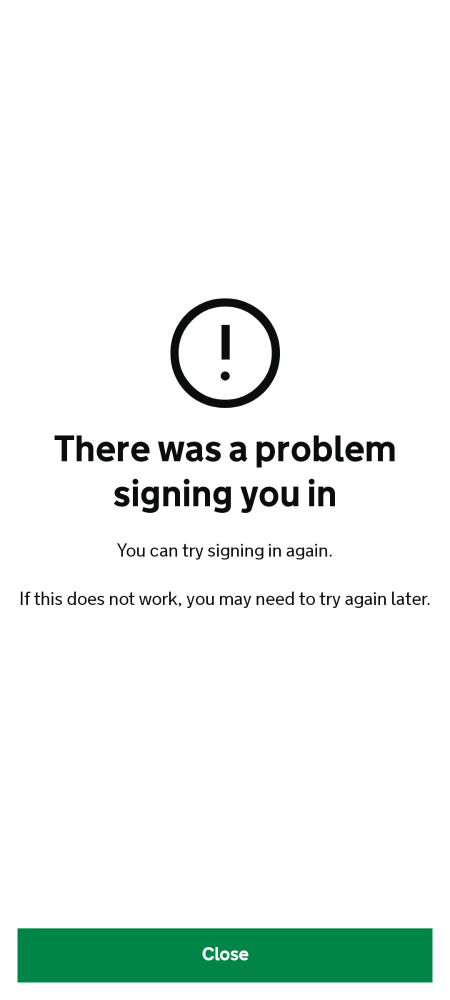 There was a problem
signing you in
You can try signing in again.
If this does not work, you may need to try again later.
Close